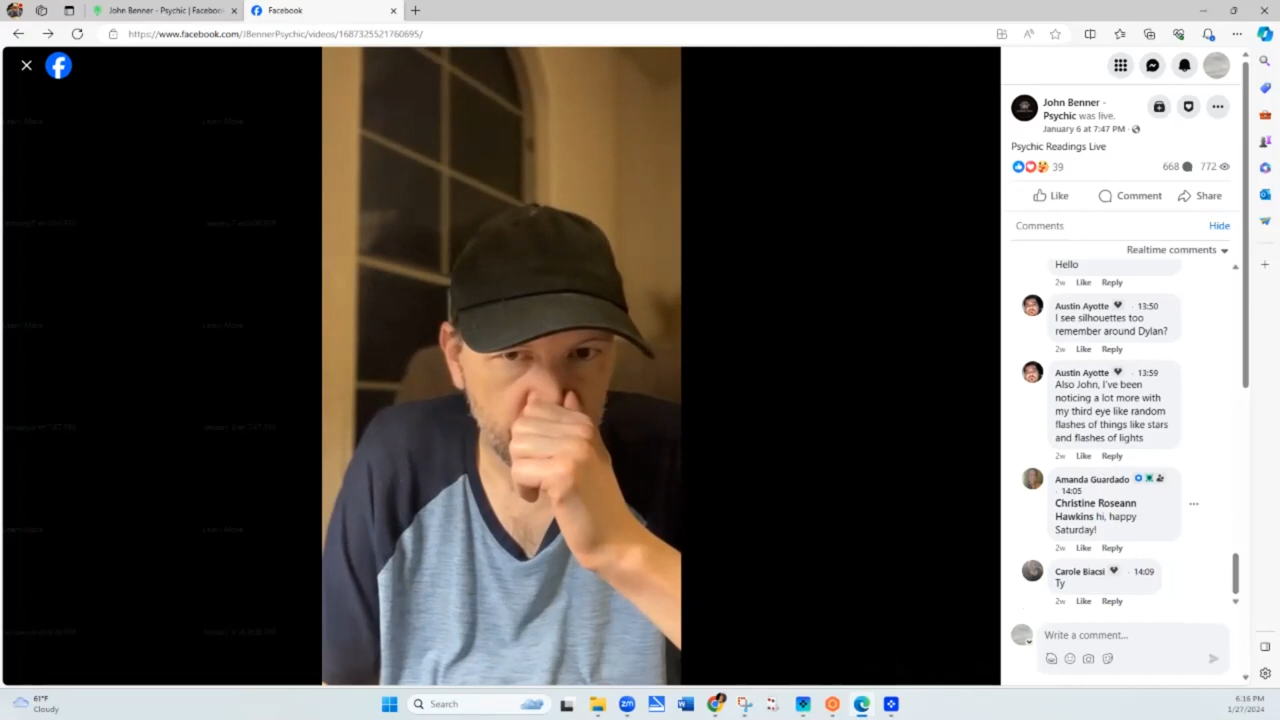 John Benner - Psychic | Facebook
Facebook
https://www.facebook.com/JBennerPsychic/videos/1687325521760695/
John Benner -
Psychic was live.
January 6 at 7:47 PM
Psychic Readings Live
39
668
772
Like
Comment
Share
Comments
Hide
Realtime comments
Hello
2w Like Reply
Austin Ayotte · 13:50
I see silhouettes too
remember around Dylan?
2w Like Reply
Austin Ayotte · 13:59
Also John, I've been
noticing a lot more with
my third eye like random
flashes of things like stars
and flashes of lights
2w Like Reply
Amanda Guardado
· 14:05
Christine Roseann
Hawkins hi, happy
Saturday!
2w Like Reply
Carole Biacsi · 14:09
Ty
2w Like Reply
Write a comment...
61°F
Cloudy
Search
zm
6:16 PM
1/27/2024